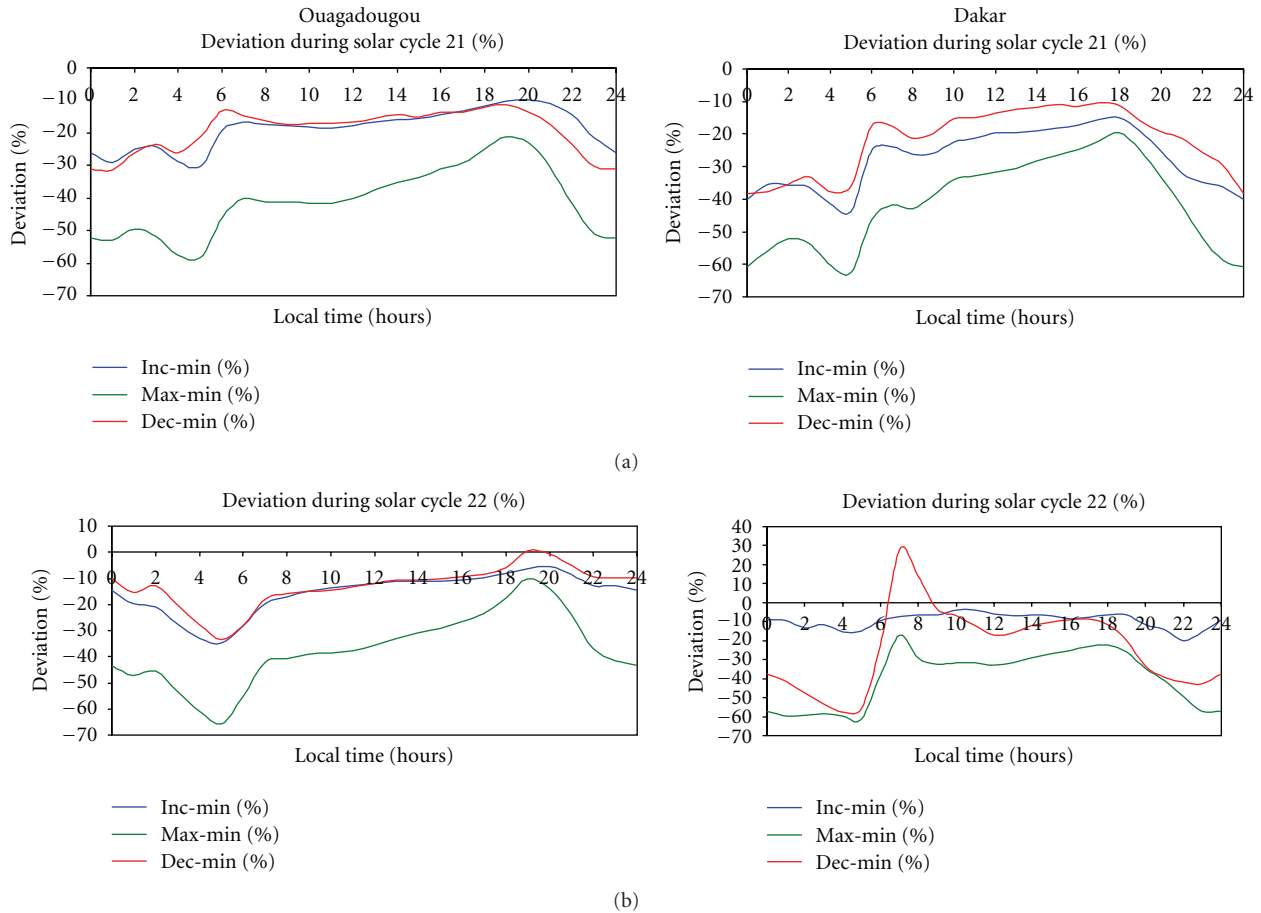 Ouagadougou
Deviation during solar cycle 21 (%)
0
−10
−20
−30
−40
−50
−60
−70
0 2 4 6 8 10 12 14 16 18 20 22 24
Deviation (%)
Local time (hours)
Inc-min (%)
Max-min (%)
Dec-min (%)
Dakar
Deviation during solar cycle 21 (%)
0
−10
−20
−30
−40
−50
−60
−70
0 2 4 6 8 10 12 14 16 18 20 22 24
Deviation (%)
Local time (hours)
Inc-min (%)
Max-min (%)
Dec-min (%)
(a)
Deviation during solar cycle 22 (%)
10
0
−10
−20
−30
−40
−50
−60
−70
0 2 4 6 8 10 12 14 16 18 20 22 24
Deviation (%)
Local time (hours)
Inc-min (%)
Max-min (%)
Dec-min (%)
Deviation during solar cycle 22 (%)
40
30
20
10
0
−10
−20
−30
−40
−50
−60
−70
0 2 4 6 8 10 12 14 16 18 20 22 24
Deviation (%)
Local time (hours)
Inc-min (%)
Max-min (%)
Dec-min (%)
(b)